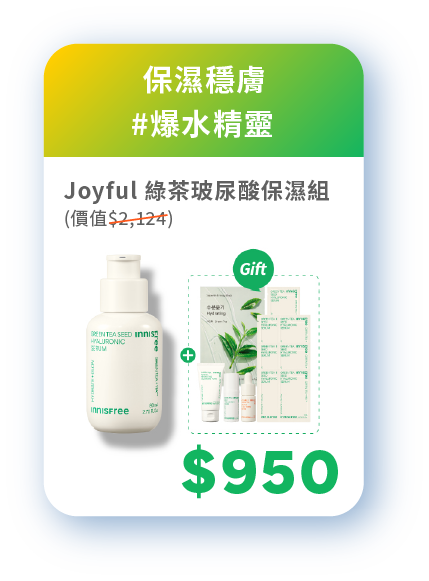 保濕穩膚
#爆水精靈
Joyful 綠茶玻尿酸保濕組
(價值$2,124)
Gift
GREEN TEA SEED
HYALURONIC
SERUM
innisfree
+
$950